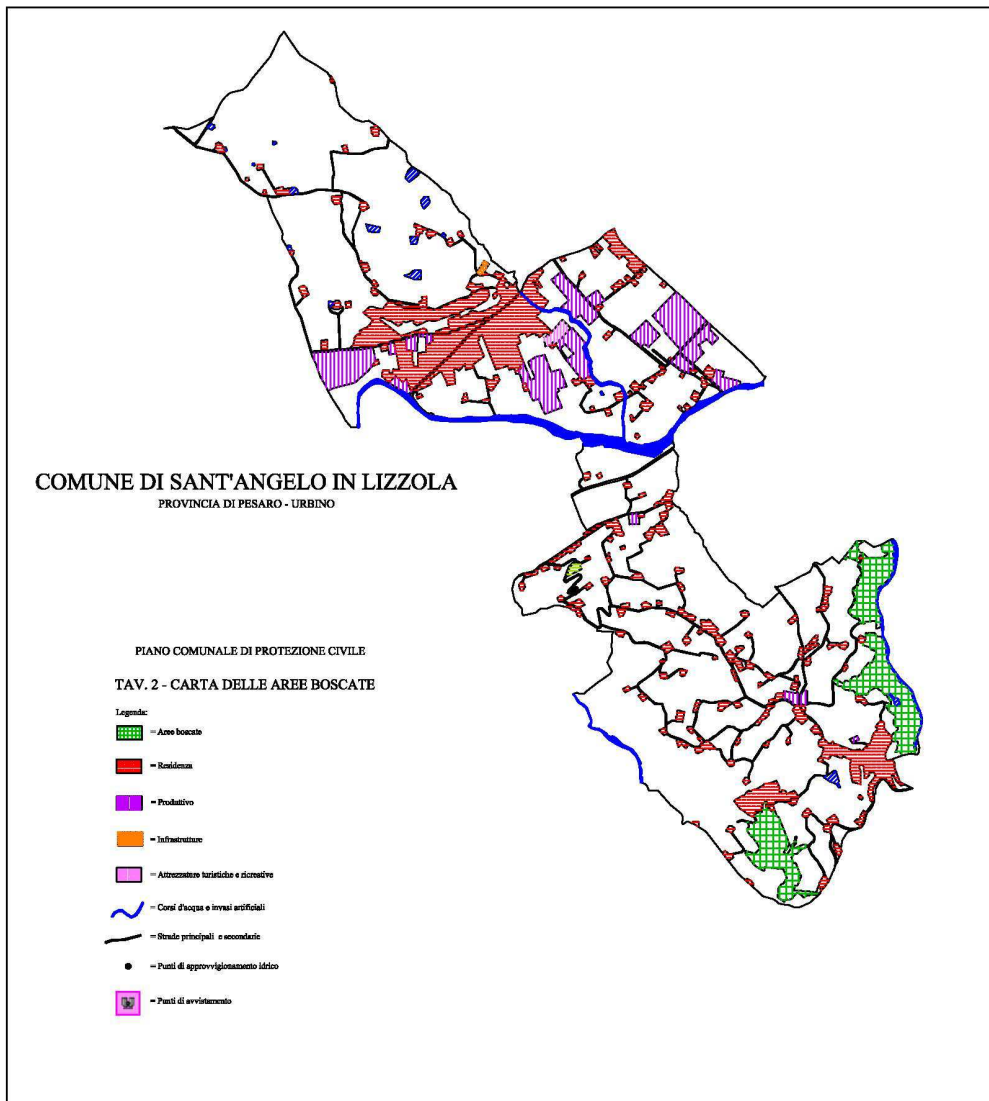 COMUNE DI SANT'ANGELO IN LIZZOLA
PROVINCIA DI PESARO - URBINO
PIANO COMUNALE DI PROTEZIONE CIVILE
TAV. 2 - CARTA DELLE AREE BOSCATE
Legenda:
= Aree boscate
= Residenza
= Produttivo
= Infrastrutture
= Attrezzature turistiche e ricreative
= Corsi d'acqua e invasi artificiali
= Strade principali e secondarie
= Punti di approvvigionamento idrico
= Punti di avvistamento